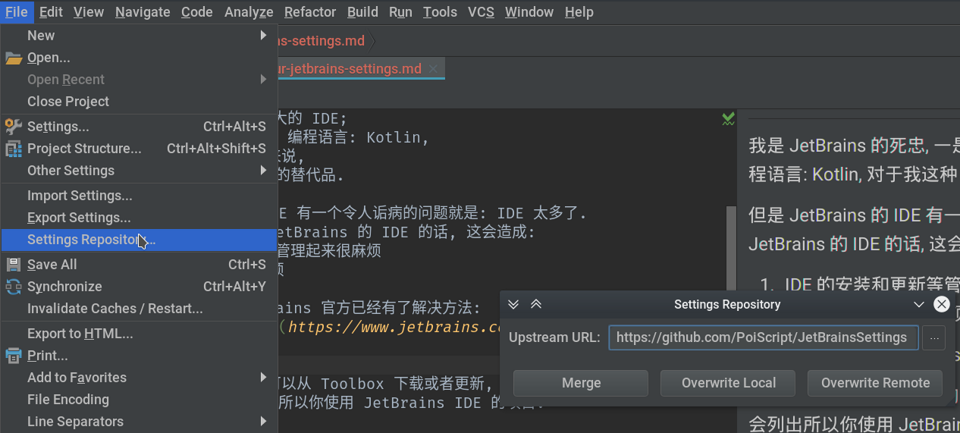 File Edit View Navigate Code Analyze Refactor Build Run Tools VCS Window Help
New
Open...
Open Recent
Close Project
Settings... Ctrl+Alt+S
Project Structure... Ctrl+Alt+Shift+S
Other Settings
Import Settings...
Export Settings...
Settings Repository...
Save All Ctrl+S
Synchronize Ctrl+Alt+Y
Invalidate Caches / Restart...
Export to HTML...
Print...
Add to Favorites
File Encoding
Line Separators
ns-settings.md
ur-jetbrains-settings.md
大的 IDE;
编程语言: Kotlin,
来说,
的替代品.
DE 有一个令人诟病的问题就是: IDE 太多了.
etBrains 的 IDE 的话, 这会造成:
管理起来很麻烦
烦
ains 官方已经有了解决方法:
(https://www.jetbrains.co
可以从 Toolbox 下载或者更新,
所以你使用 JetBrains IDE 的项目.
我是 JetBrains 的死忠, 一是
程语言: Kotlin, 对于我这种
但是 JetBrains 的 IDE 有一
JetBrains 的 IDE 的话, 这会
1. IDE 的安装和更新等管
会列出所以你使用 JetBrain
Settings Repository
Upstream URL: https://github.com/PoiScript/JetBrainsSettings ...
Merge Overwrite Local Overwrite Remote